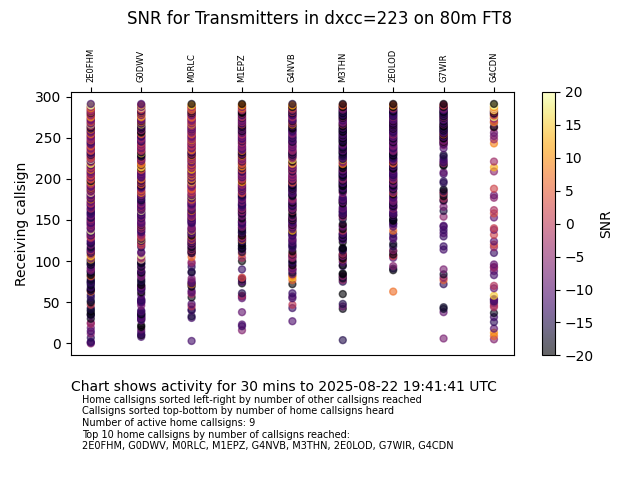 SNR for Transmitters in dxcc=223 on 80m FT8
2E0FHM G0DWV M0RLC M1EPZ G4NVB M3THN 2E0LOD G7WIR G4CDN
300
250
200
150
100
50
0
Receiving callsign
20
15
10
5
0
−5
−10
−15
−20
SNR
Chart shows activity for 30 mins to 2025-08-22 19:41:41 UTC
Home callsigns sorted left-right by number of other callsigns reached
Callsigns sorted top-bottom by number of home callsigns heard
Number of active home callsigns: 9
Top 10 home callsigns by number of callsigns reached:
2E0FHM, G0DWV, M0RLC, M1EPZ, G4NVB, M3THN, 2E0LOD, G7WIR, G4CDN